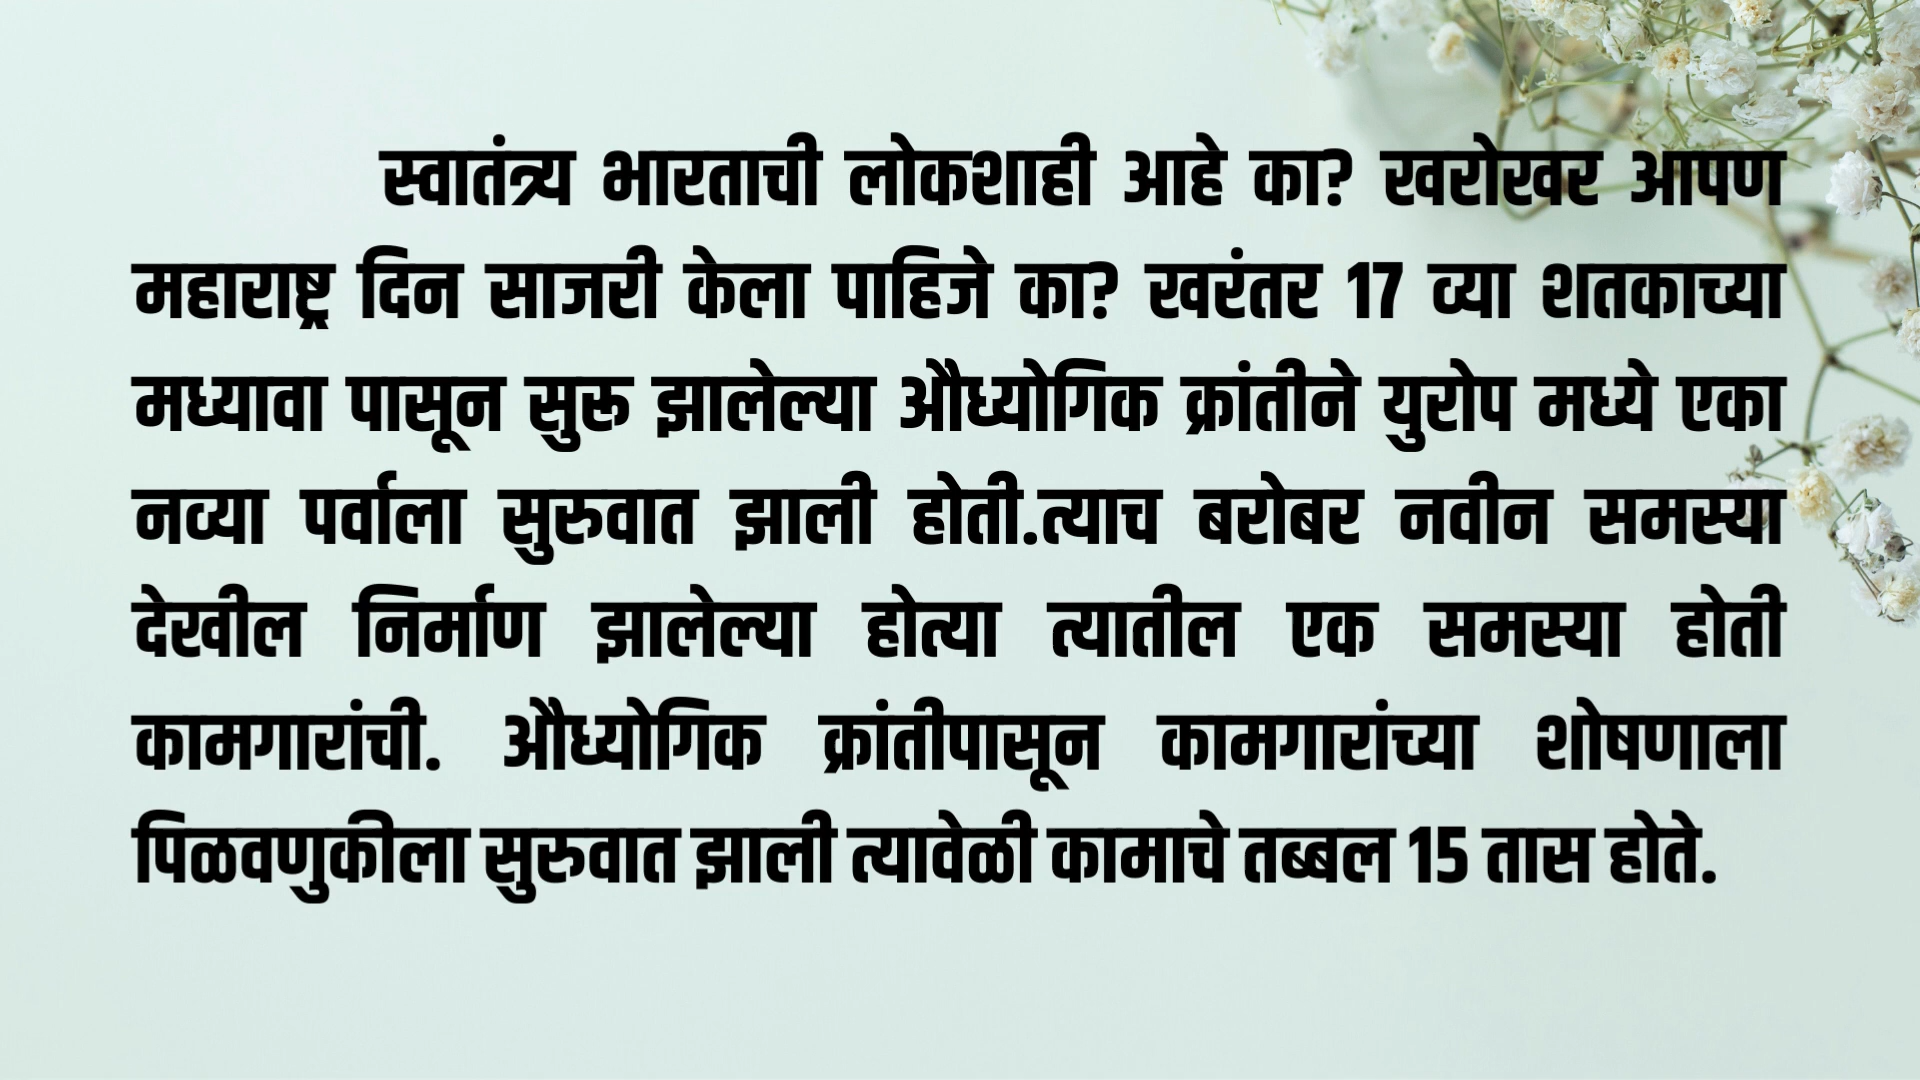 स्वातंत्र्य भारताची लोकशाही आहे का? खरोखर आपण
महाराष्ट्र दिन साजरी केला पाहिजे का? खरंतर 17 व्या शतकाच्या
मध्यावा पासून सुरू झालेल्या औध्योगिक क्रांतीने युरोप मध्ये एका
नव्या पर्वाला सुरुवात झाली होती.त्याच बरोबर नवीन समस्या
देखील निर्माण झालेल्या होत्या त्यातील एक समस्या होती
कामगारांची. औध्योगिक क्रांतीपासून कामगारांच्या शोषणाला
पिळवणुकीला सुरुवात झाली त्यावेळी कामाचे तब्बल 15 तास होते.